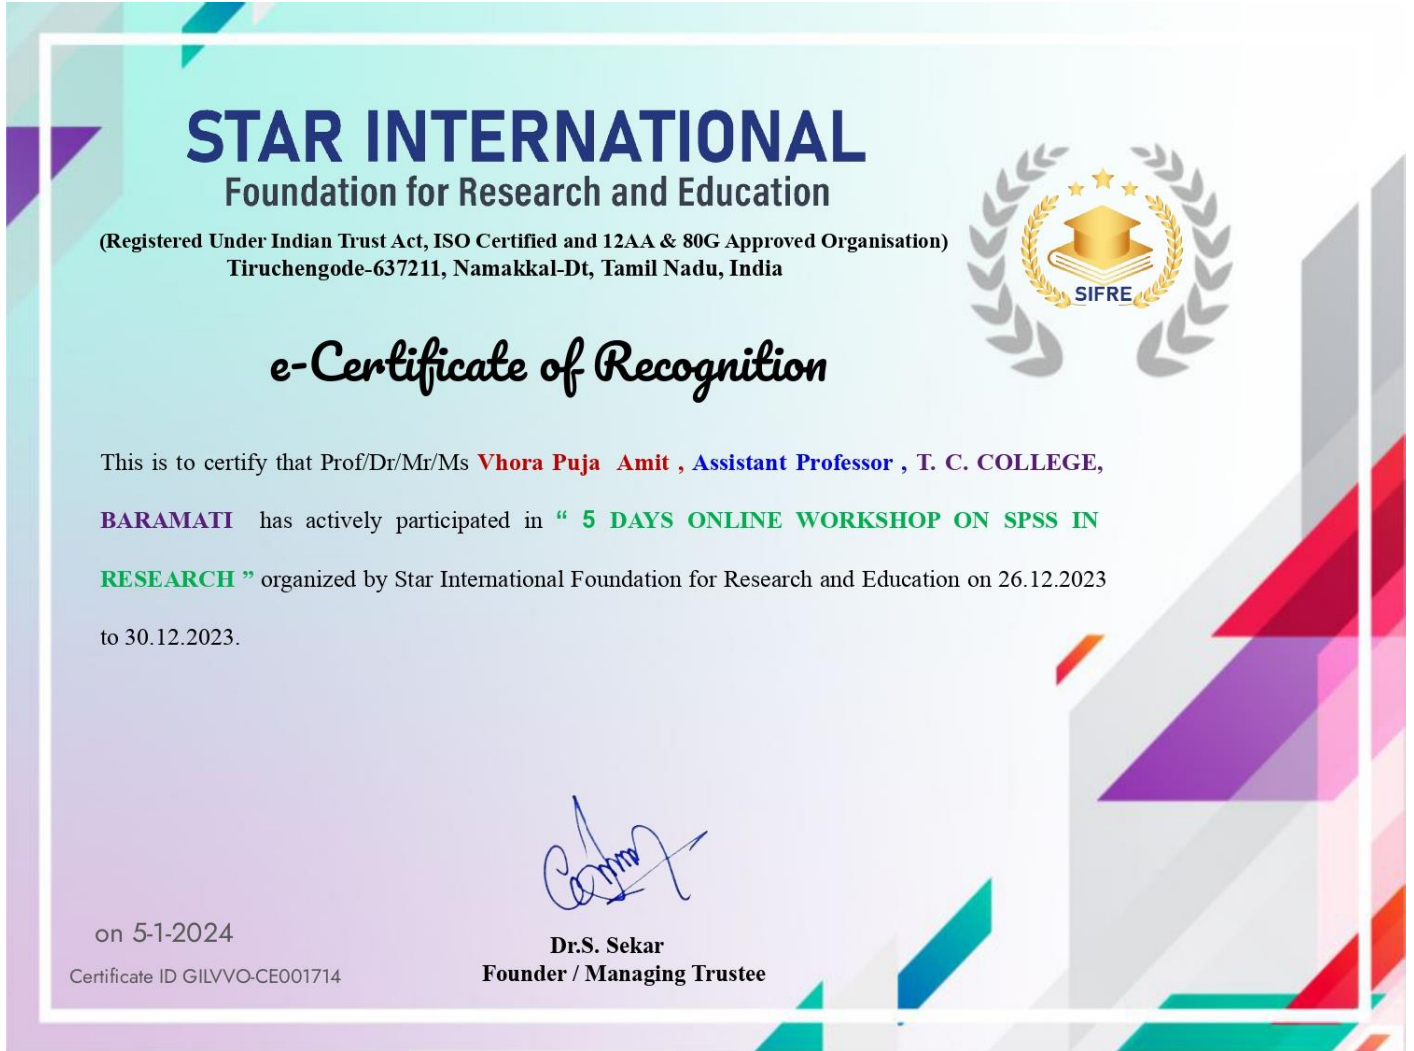 STAR INTERNATIONAL
Foundation for Research and Education
(Registered Under Indian Trust Act, ISO Certified and 12AA & 80G Approved Organisation)
Tiruchengode-637211, Namakkal-Dt, Tamil Nadu, India
SIFRE
e-Certificate of Recognition
This is to certify that Prof/Dr/Mr/Ms Vhora Puja Amit , Assistant Professor , T. C. COLLEGE,
BARAMATI has actively participated in “ 5 DAYS ONLINE WORKSHOP ON SPSS IN
RESEARCH ” organized by Star International Foundation for Research and Education on 26.12.2023
to 30.12.2023.
on 5-1-2024
Certificate ID GILVVO-CE001714
Dr.S. Sekar
Founder / Managing Trustee